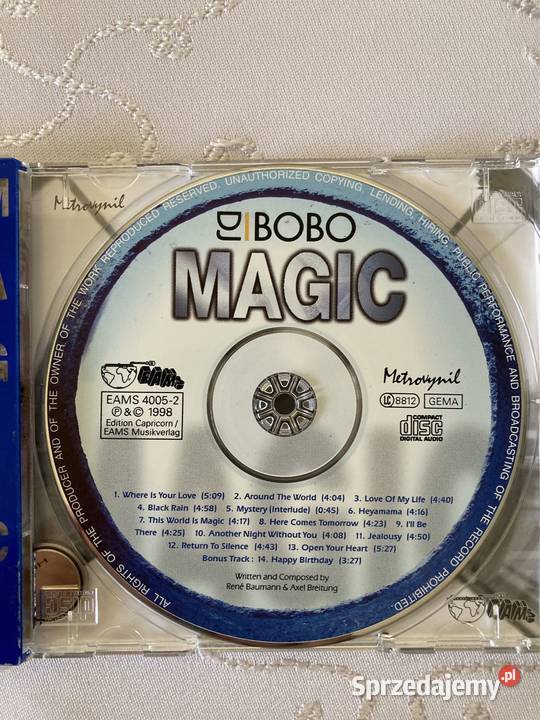 Metrovynil
ALL RIGHTS OF THE PRODUCER AND OF THE OWNER OF THE WORK REPRODUCED RESERVED. UNAUTHORIZED COPYING, LENDING, HIRING, PUBLIC PERFORMANCE AND BROADCASTING OF THE RECORD PROHIBITED.
DJ BOBO
MAGIC
EAMS
EAMS 4005-2
℗ & © 1998
Edition Capricorn /
EAMS Musikverlag
Metrovynil
LC 8812 GEMA
COMPACT
disc
DIGITAL AUDIO
1. Where Is Your Love (5:09) 2. Around The World (4:04) 3. Love Of My Life (4:40)
4. Black Rain (4:58) 5. Mystery (Interlude) (0:45) 6. Heyamama (4:16)
7. This World Is Magic (4:17) 8. Here Comes Tomorrow (4:23) 9. I'll Be
There (4:25) 10. Another Night Without You (4:08) 11. Jealousy (4:50)
12. Return To Silence (4:43) 13. Open Your Heart (5:27)
Bonus Track : 14. Happy Birthday (3:27)
Written and Composed by
René Baumann & Axel Breitung
Sprzedajemy.pl